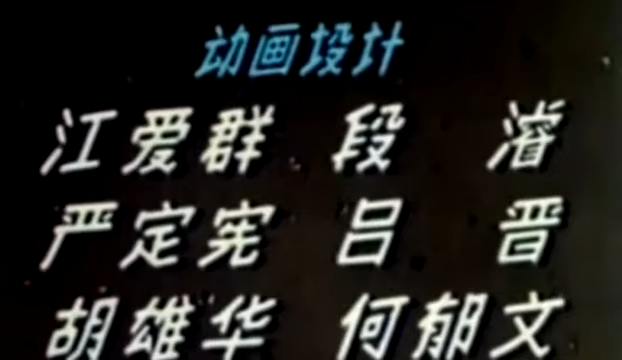 动画设计
江爱群 段 濬
严定宪 吕 晋
胡雄华 何郁文